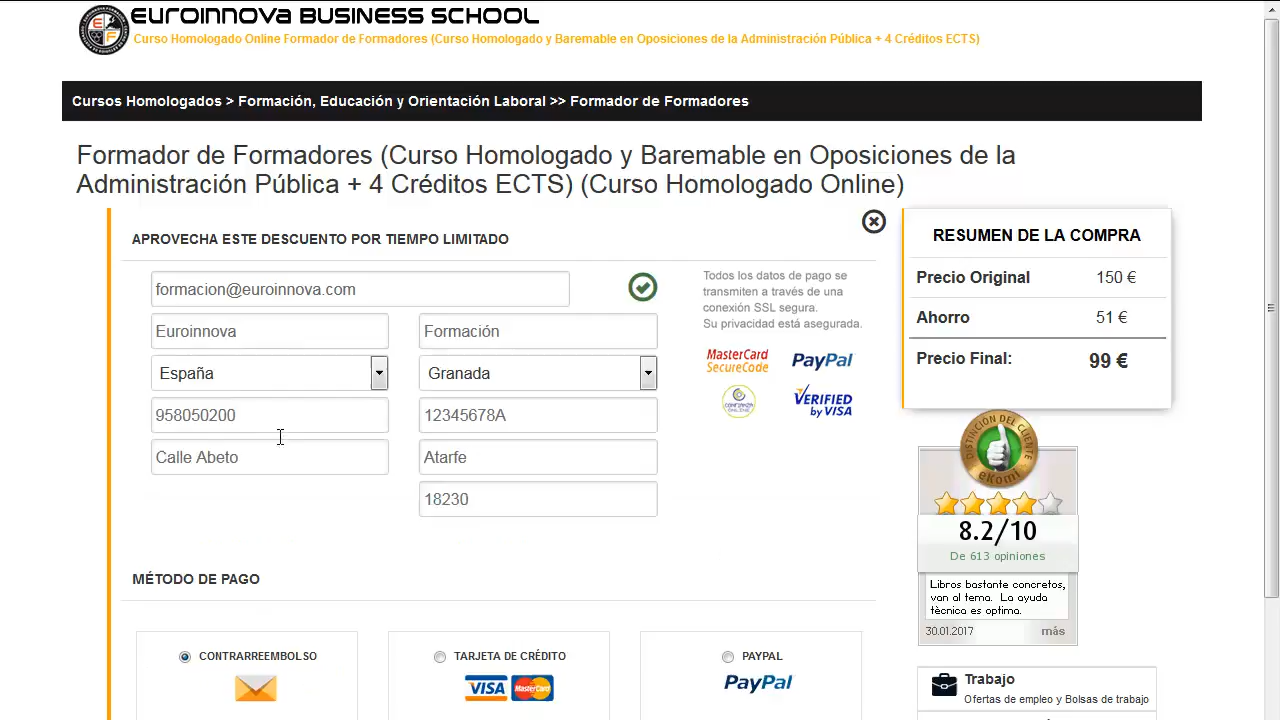 EUROINNOVA BUSINESS SCHOOL
Curso Homologado Online Formador de Formadores (Curso Homologado y Baremable en Oposiciones de la Administración Pública + 4 Créditos ECTS)
Cursos Homologados > Formación, Educación y Orientación Laboral >> Formador de Formadores
Formador de Formadores (Curso Homologado y Baremable en Oposiciones de la
Administración Pública + 4 Créditos ECTS) (Curso Homologado Online)
APROVECHA ESTE DESCUENTO POR TIEMPO LIMITADO
formacion@euroinnova.com
Euroinnova
Formación
España
Granada
958050200
12345678A
Calle Abeto
Atarfe
18230
Todos los datos de pago se
transmiten a través de una
conexión SSL segura.
Su privacidad está asegurada.
MasterCard
SecureCode
PayPal
CONFIANZA
ONLINE
VERIFIED
by VISA
MÉTODO DE PAGO
CONTRARREEMBOLSO
TARJETA DE CRÉDITO
VISA
MasterCard
PAYPAL
PayPal
RESUMEN DE LA COMPRA
Precio Original 150 €
Ahorro 51 €
Precio Final: 99 €
DISTINCIÓN DEL CLIENTE
eKomi
8.2/10
De 613 opiniones
Libros bastante concretos,
van al tema. La ayuda
tècnica es optima.
30.01.2017 más
Trabajo
Ofertas de empleo y Bolsas de trabajo